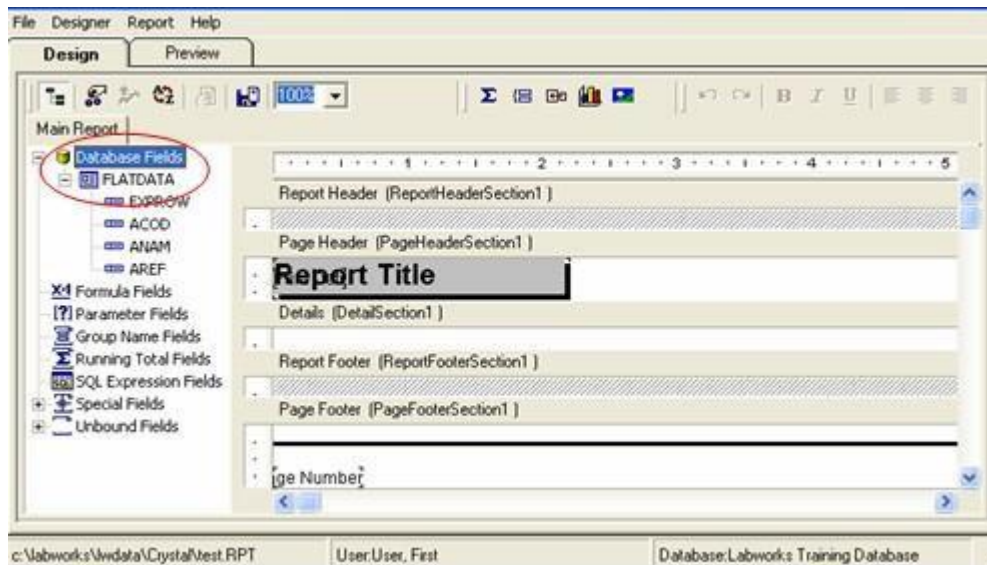 File Designer Report Help
Design Preview
100%
B I U
Main Report
Database Fields
FLATDATA
EXPROW
ACOD
ANAM
AREF
Formula Fields
Parameter Fields
Group Name Fields
Running Total Fields
SQL Expression Fields
Special Fields
Unbound Fields
1 2 3 4 5
Report Header (ReportHeaderSection1 )
Page Header (PageHeaderSection1 )
Report Title
Details (DetailSection1 )
Report Footer (ReportFooterSection1 )
Page Footer (PageFooterSection1 )
ge Number
c:\labworks\lwdata\Crystal\test.RPT User:User, First Database:Labworks Training Database